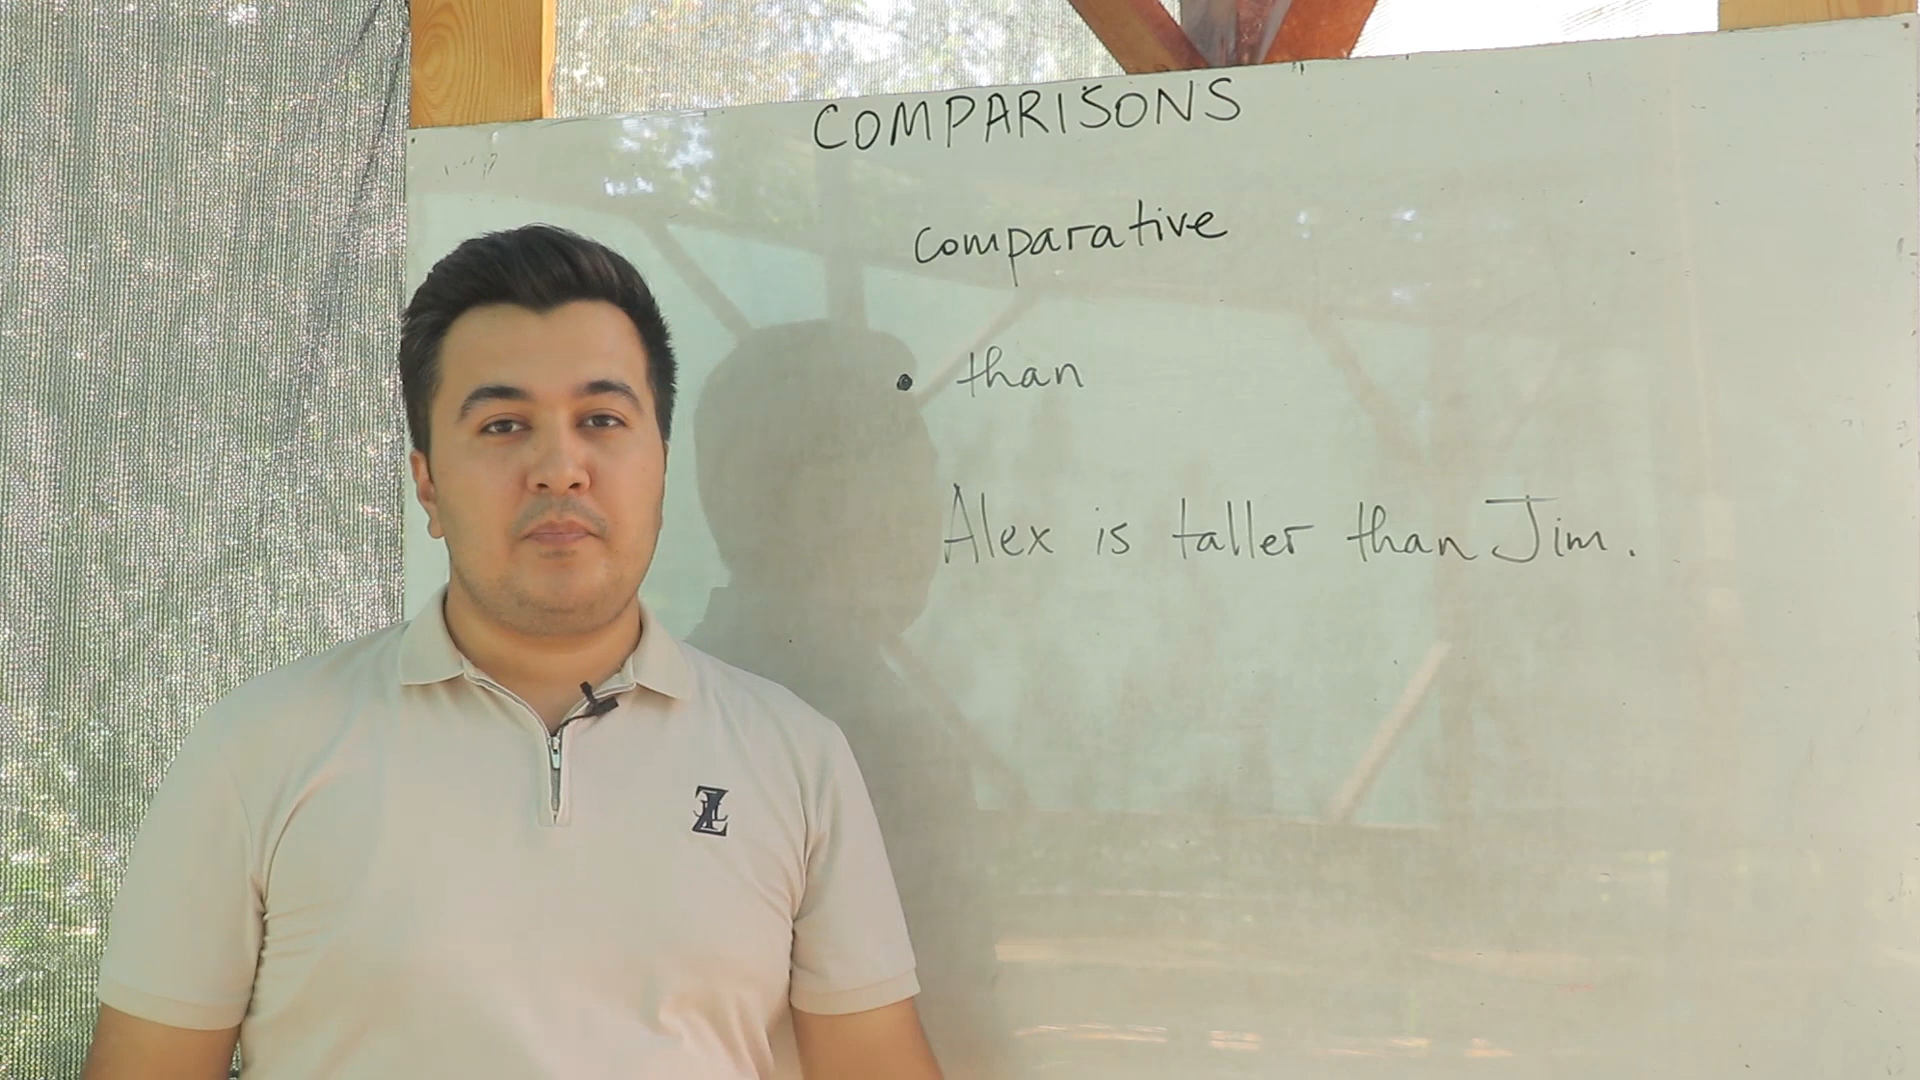 COMPARISONS
comparative
• than
Alex is taller than Jim.